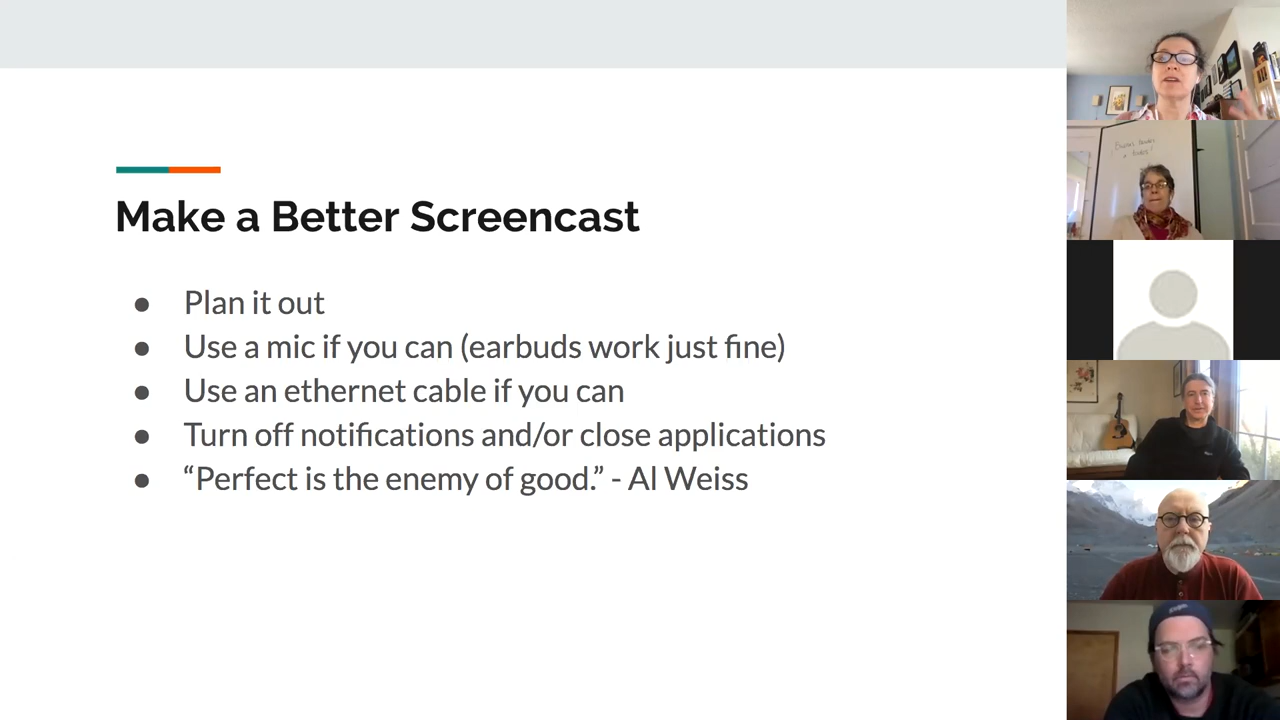 Make a Better Screencast
● Plan it out
● Use a mic if you can (earbuds work just fine)
● Use an ethernet cable if you can
● Turn off notifications and/or close applications
● “Perfect is the enemy of good.” - Al Weiss